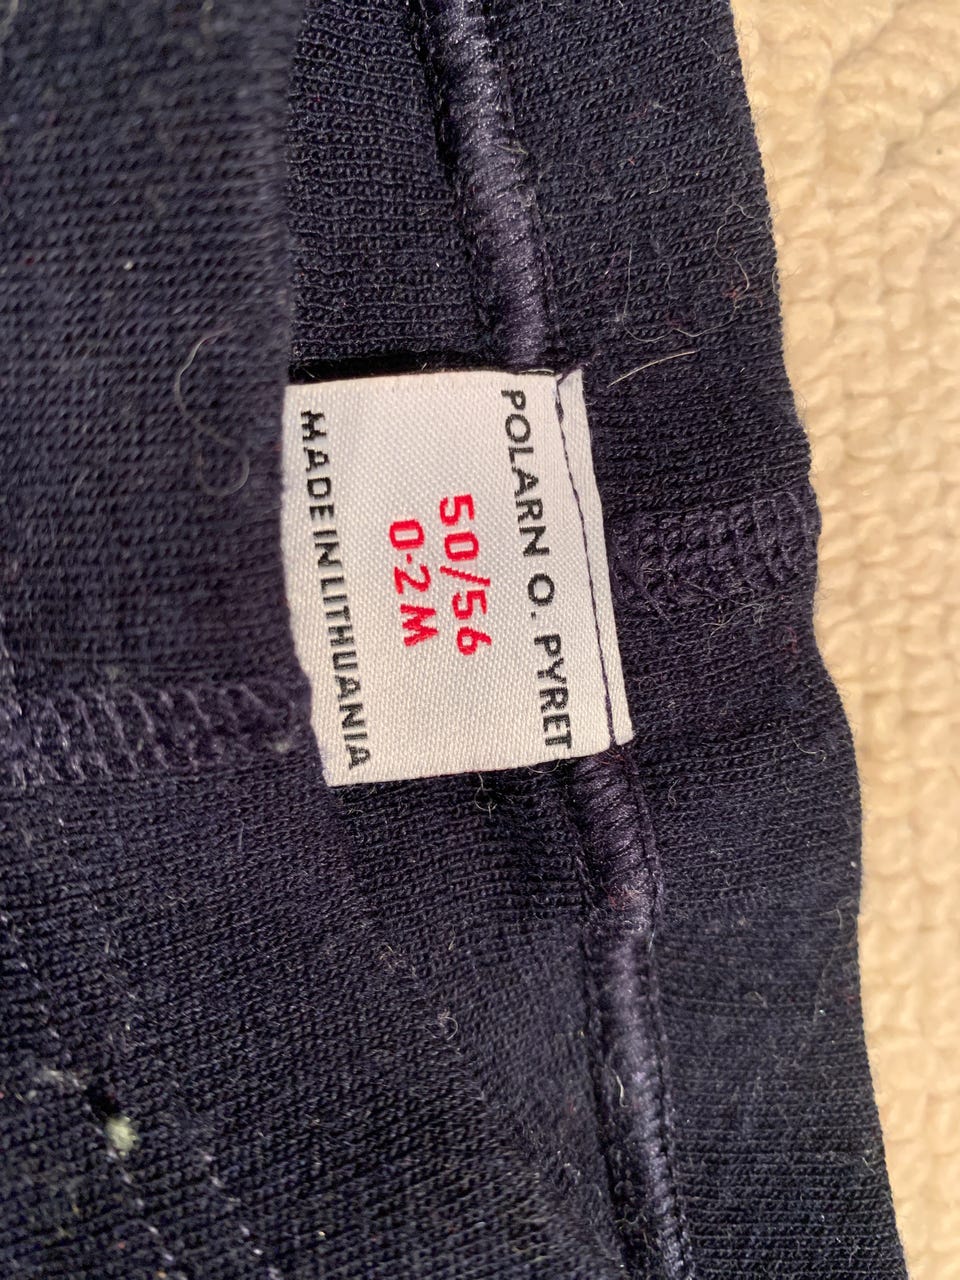 POLARN O. PYRET
50/56
0-2M
MADE IN LITHUANIA